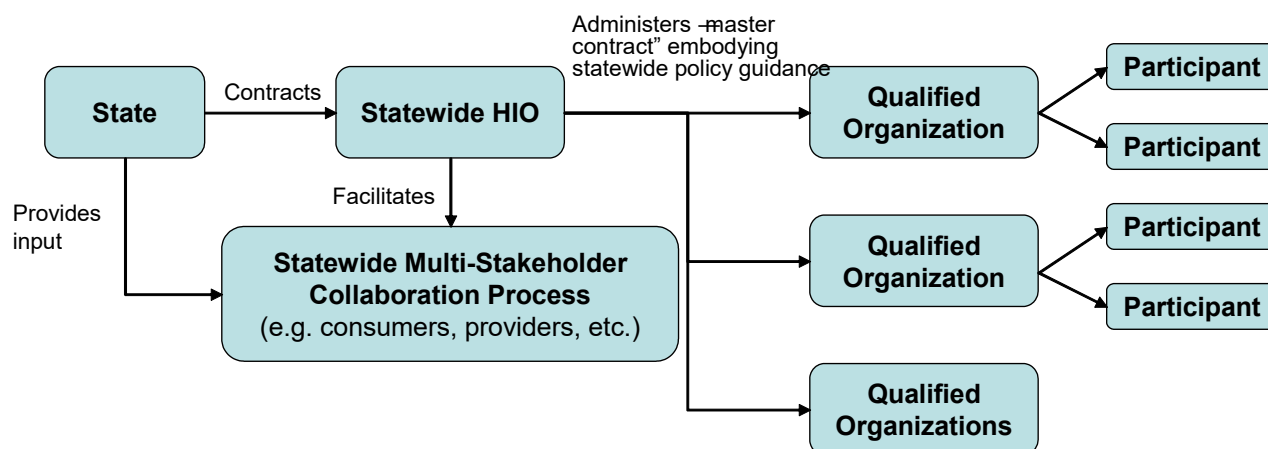 Administers ―master
contract” embodying
statewide policy guidance
Participant
Contracts
State
Statewide HIO
Qualified
Organization
Participant
Facilitates
Provides
input
Participant
Statewide Multi-Stakeholder
Collaboration Process
(e.g. consumers, providers, etc.)
Qualified
Organization
Participant
Qualified
Organizations